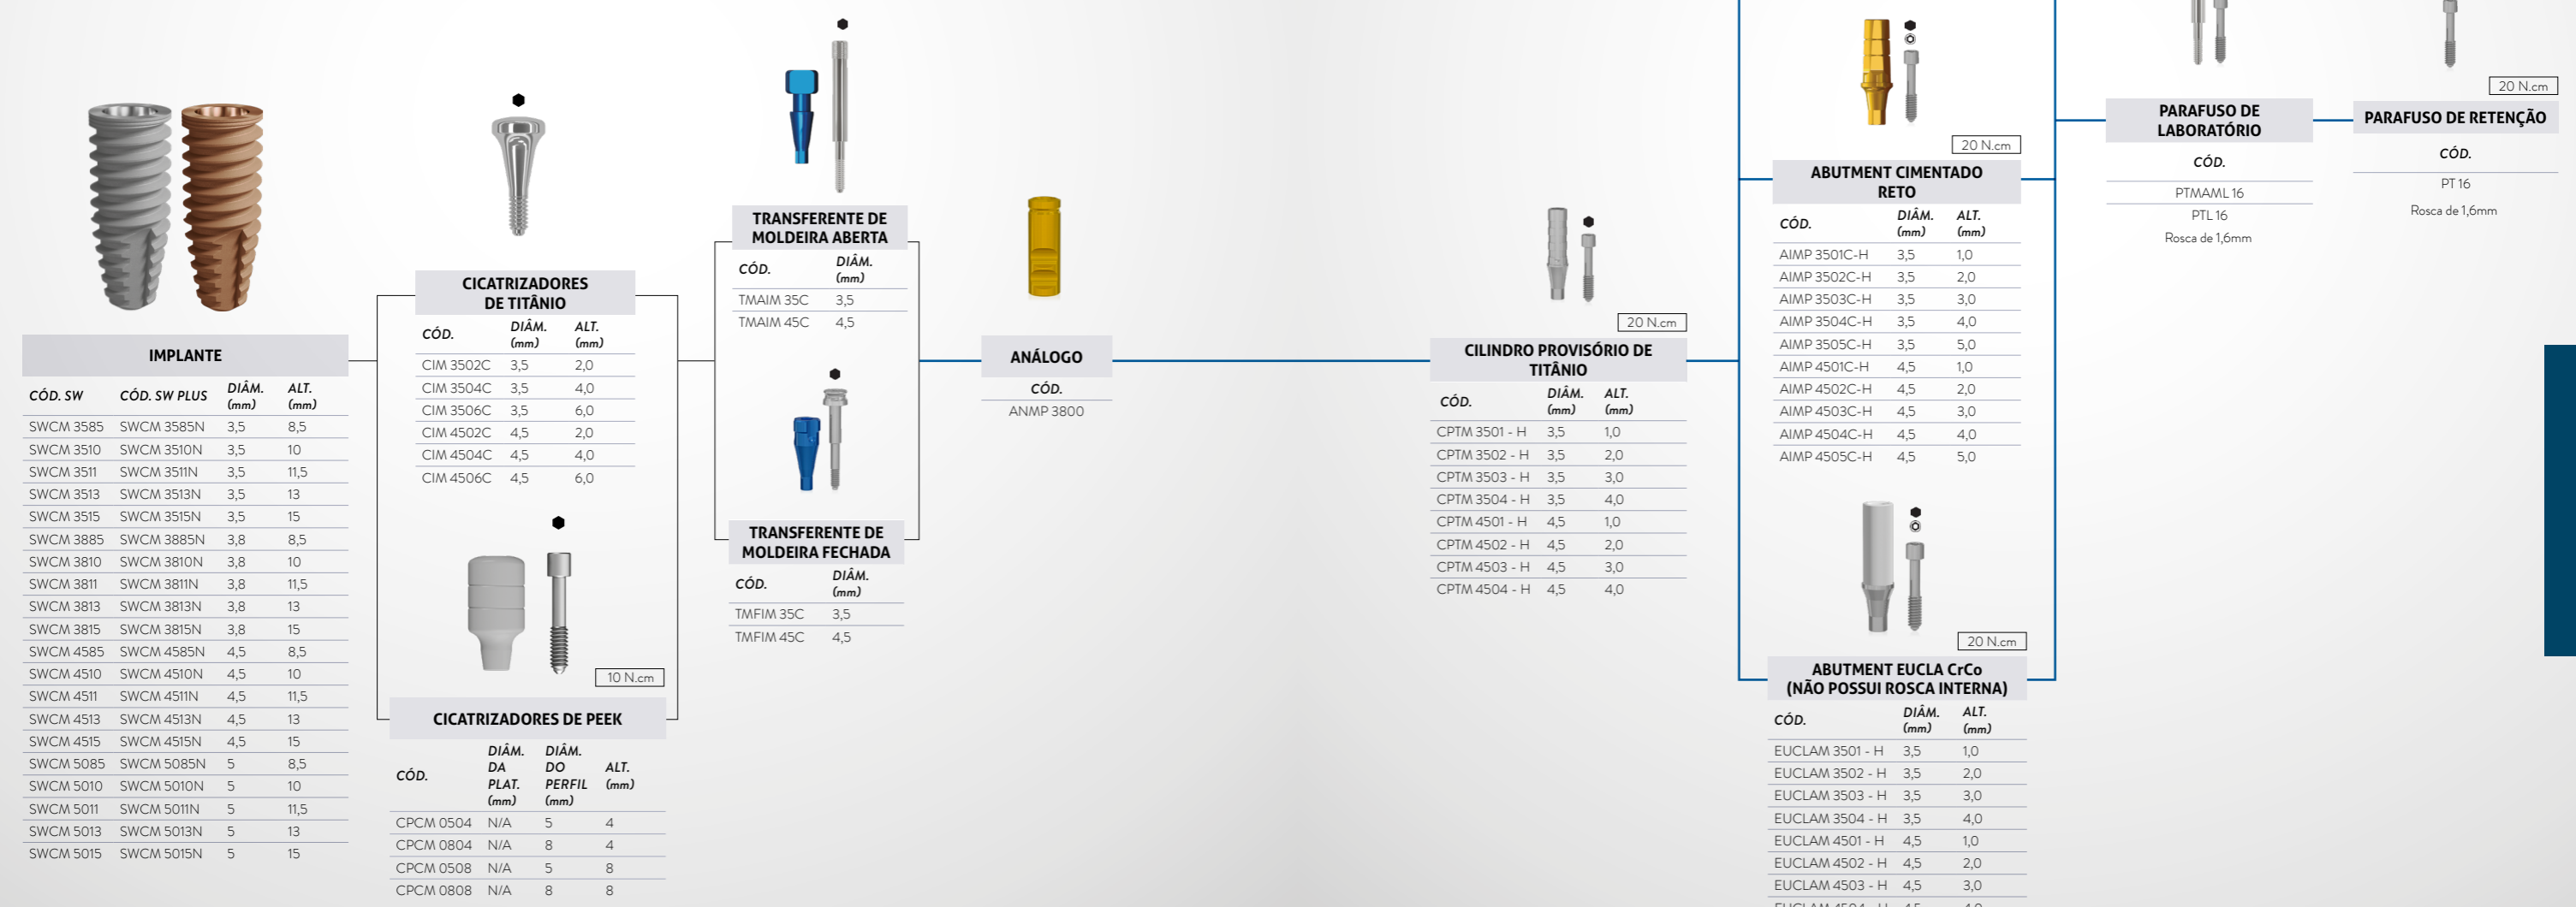 IMPLANTE
CÓD. SW CÓD. SW PLUS DIÂM. (mm) ALT. (mm)
SWCM 3585 SWCM 3585N 3,5 8,5
SWCM 3510 SWCM 3510N 3,5 10
SWCM 3511 SWCM 3511N 3,5 11,5
SWCM 3513 SWCM 3513N 3,5 13
SWCM 3515 SWCM 3515N 3,5 15
SWCM 3885 SWCM 3885N 3,8 8,5
SWCM 3810 SWCM 3810N 3,8 10
SWCM 3811 SWCM 3811N 3,8 11,5
SWCM 3813 SWCM 3813N 3,8 13
SWCM 3815 SWCM 3815N 3,8 15
SWCM 4585 SWCM 4585N 4,5 8,5
SWCM 4510 SWCM 4510N 4,5 10
SWCM 4511 SWCM 4511N 4,5 11,5
SWCM 4513 SWCM 4513N 4,5 13
SWCM 4515 SWCM 4515N 4,5 15
SWCM 5085 SWCM 5085N 5 8,5
SWCM 5010 SWCM 5010N 5 10
SWCM 5011 SWCM 5011N 5 11,5
SWCM 5013 SWCM 5013N 5 13
SWCM 5015 SWCM 5015N 5 15
CICATRIZADORES
DE TITÂNIO
CÓD. DIÂM. (mm) ALT. (mm)
CIM 3502C 3,5 2,0
CIM 3504C 3,5 4,0
CIM 3506C 3,5 6,0
CIM 4502C 4,5 2,0
CIM 4504C 4,5 4,0
CIM 4506C 4,5 6,0
10 N.cm
CICATRIZADORES DE PEEK
CÓD. DIÂM. DA PLAT. (mm) DIÂM. DO PERFIL (mm) ALT. (mm)
CPCM 0504 N/A 5 4
CPCM 0804 N/A 8 4
CPCM 0508 N/A 5 8
CPCM 0808 N/A 8 8
TRANSFERENTE DE
MOLDEIRA ABERTA
CÓD. DIÂM. (mm)
TMAIM 35C 3,5
TMAIM 45C 4,5
TRANSFERENTE DE
MOLDEIRA FECHADA
CÓD. DIÂM. (mm)
TMFIM 35C 3,5
TMFIM 45C 4,5
ANÁLOGO
CÓD.
ANMP 3800
20 N.cm
CILINDRO PROVISÓRIO DE
TITÂNIO
CÓD. DIÂM. (mm) ALT. (mm)
CPTM 3501 - H 3,5 1,0
CPTM 3502 - H 3,5 2,0
CPTM 3503 - H 3,5 3,0
CPTM 3504 - H 3,5 4,0
CPTM 4501 - H 4,5 1,0
CPTM 4502 - H 4,5 2,0
CPTM 4503 - H 4,5 3,0
CPTM 4504 - H 4,5 4,0
20 N.cm
ABUTMENT CIMENTADO
RETO
CÓD. DIÂM. (mm) ALT. (mm)
AIMP 3501C-H 3,5 1,0
AIMP 3502C-H 3,5 2,0
AIMP 3503C-H 3,5 3,0
AIMP 3504C-H 3,5 4,0
AIMP 3505C-H 3,5 5,0
AIMP 4501C-H 4,5 1,0
AIMP 4502C-H 4,5 2,0
AIMP 4503C-H 4,5 3,0
AIMP 4504C-H 4,5 4,0
AIMP 4505C-H 4,5 5,0
20 N.cm
ABUTMENT EUCLA CrCo
(NÃO POSSUI ROSCA INTERNA)
CÓD. DIÂM. (mm) ALT. (mm)
EUCLAM 3501 - H 3,5 1,0
EUCLAM 3502 - H 3,5 2,0
EUCLAM 3503 - H 3,5 3,0
EUCLAM 3504 - H 3,5 4,0
EUCLAM 4501 - H 4,5 1,0
EUCLAM 4502 - H 4,5 2,0
EUCLAM 4503 - H 4,5 3,0
PARAFUSO DE
LABORATÓRIO
CÓD.
PTMAML 16
PTL 16
Rosca de 1,6mm
20 N.cm
PARAFUSO DE RETENÇÃO
CÓD.
PT 16
Rosca de 1,6mm